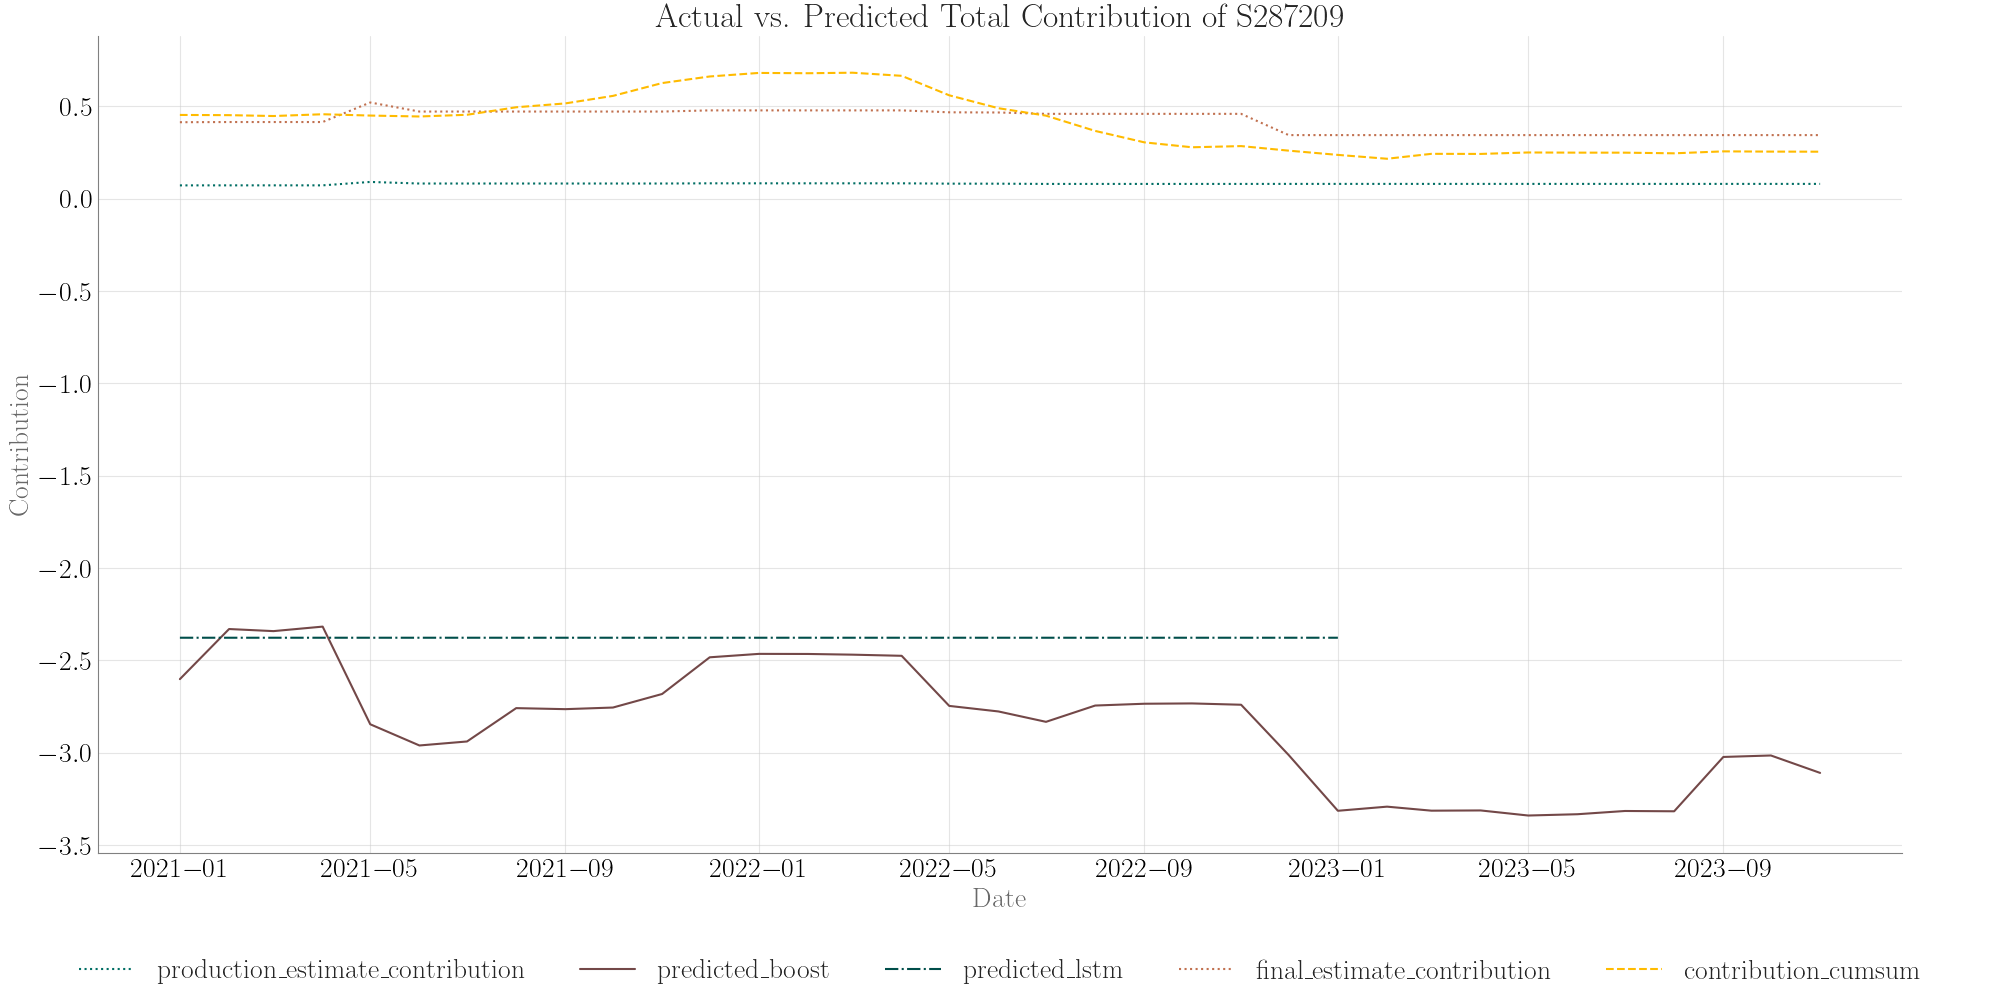 Actual vs. Predicted Total Contribution of S287209
0.5
0.0
−0.5
−1.0
−1.5
−2.0
−2.5
−3.0
−3.5
Contribution
2021−01 2021−05 2021−09 2022−01 2022−05 2022−09 2023−01 2023−05 2023−09
Date
production_estimate_contribution predicted_boost predicted_lstm final_estimate_contribution contribution_cumsum